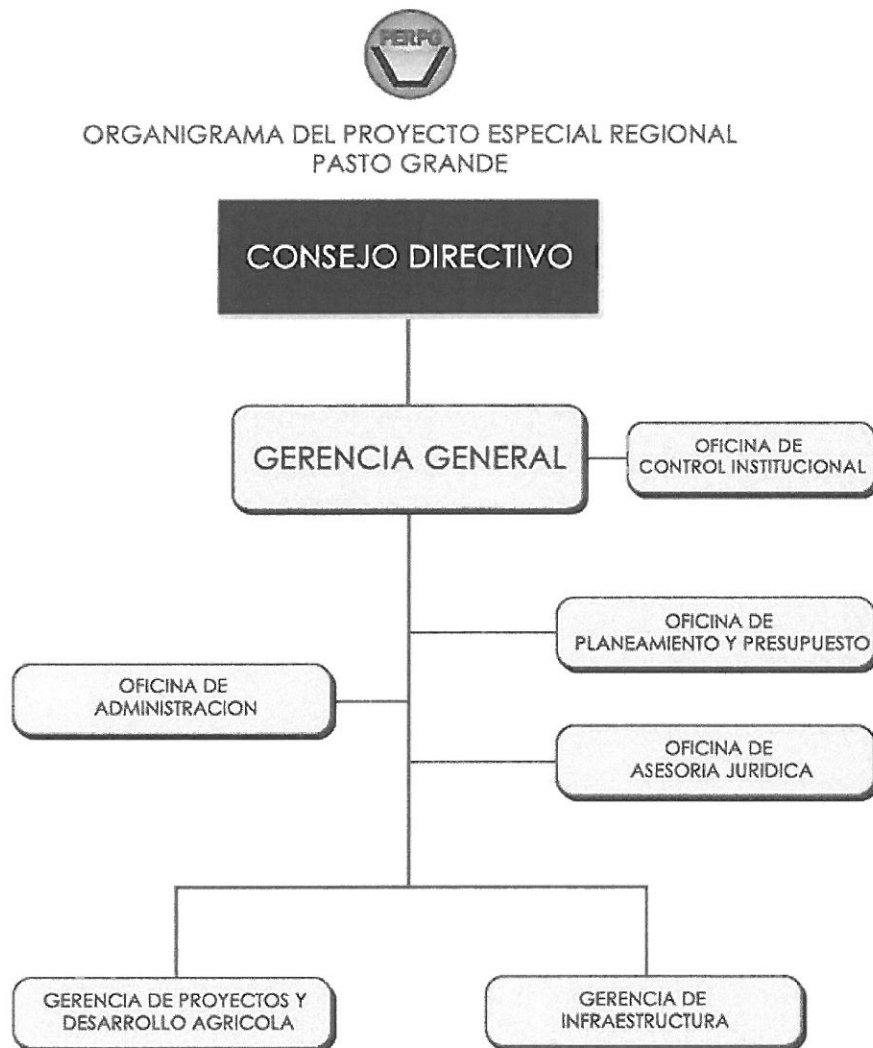 PERPG
ORGANIGRAMA DEL PROYECTO ESPECIAL REGIONAL
PASTO GRANDE
CONSEJO DIRECTIVO
GERENCIA GENERAL
OFICINA DE
CONTROL INSTITUCIONAL
OFICINA DE
PLANEAMIENTO Y PRESUPUESTO
OFICINA DE
ADMINISTRACION
OFICINA DE
ASESORIA JURIDICA
GERENCIA DE PROYECTOS Y
DESARROLLO AGRICOLA
GERENCIA DE
INFRAESTRUCTURA